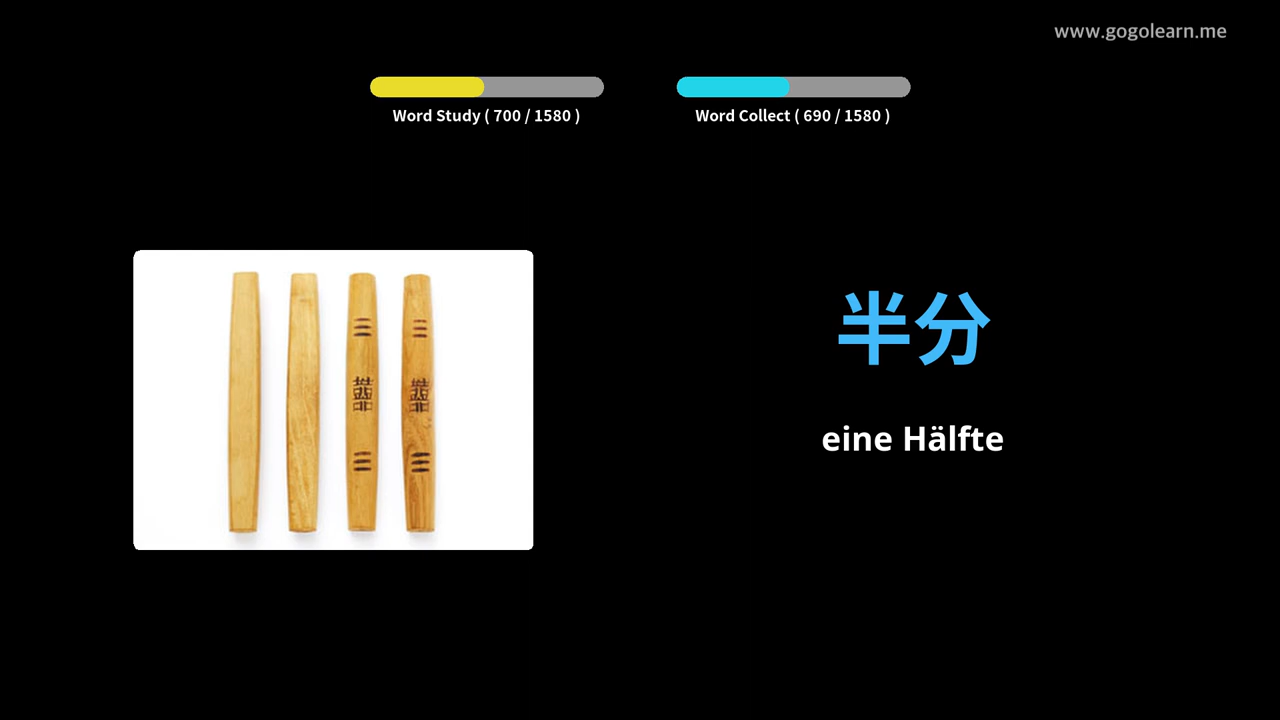 www.gogolearn.me
Word Study ( 700 / 1580 )
Word Collect ( 690 / 1580 )
半分
eine Hälfte